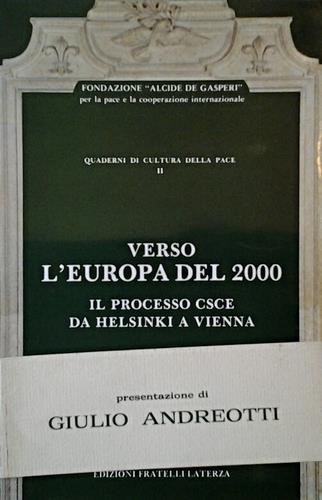 FONDAZIONE "ALCIDE DE GASPERI"
per la pace e la cooperazione internazionale
QUADERNI DI CULTURA DELLA PACE
II
VERSO
L'EUROPA DEL 2000
IL PROCESSO CSCE
DA HELSINKI A VIENNA
presentazione di
GIULIO ANDREOTTI
EDIZIONI FRATELLI LATERZA